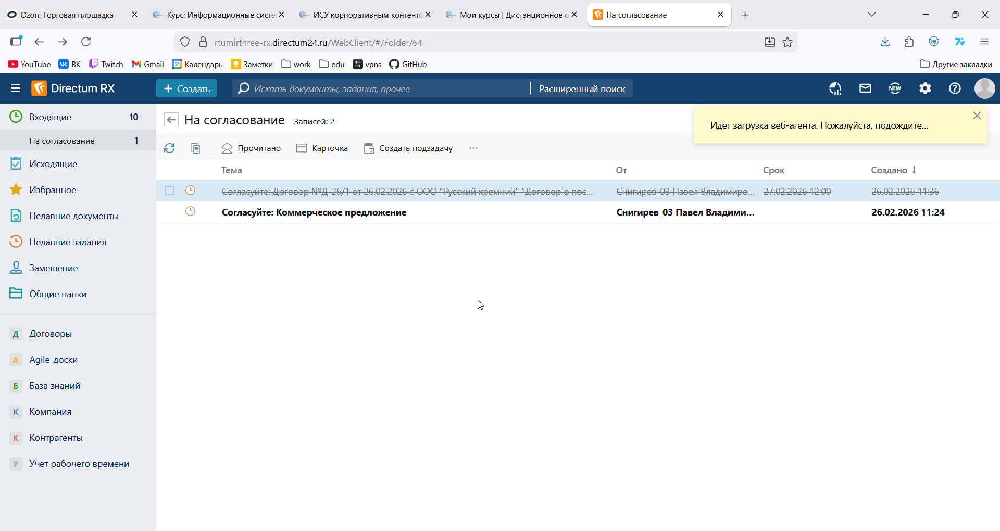 Ozon: Торговая площадка
Курс: Информационные систе
ИСУ корпоративным контенто
Мои курсы | Дистанционное о
На согласование
rtumirthree-rx.directum24.ru/WebClient/#/Folder/64
YouTube
ВК
Twitch
Gmail
31
Календарь
Заметки
work
edu
vpns
GitHub
Другие закладки
Directum RX
Создать
Искать документы, задания, прочее
Расширенный поиск
NEW
Входящие 10
На согласование 1
Исходящие
Избранное
Недавние документы
Недавние задания
Замещение
Общие папки
Д Договоры
A Agile-доски
Б База знаний
К Компания
К Контрагенты
У Учет рабочего времени
На согласование Записей: 2
Идет загрузка веб-агента. Пожалуйста, подождите...
Прочитано
Карточка
Создать подзадачу
Тема От Срок Создано
Согласуйте: Договор №Д-26/1 от 26.02.2026 с ООО "Русский кремний" "Договор о пос... Снигирев_03 Павел Владимиро... 27.02.2026 12:00 26.02.2026 11:36
Согласуйте: Коммерческое предложение Снигирев_03 Павел Владими... 26.02.2026 11:24